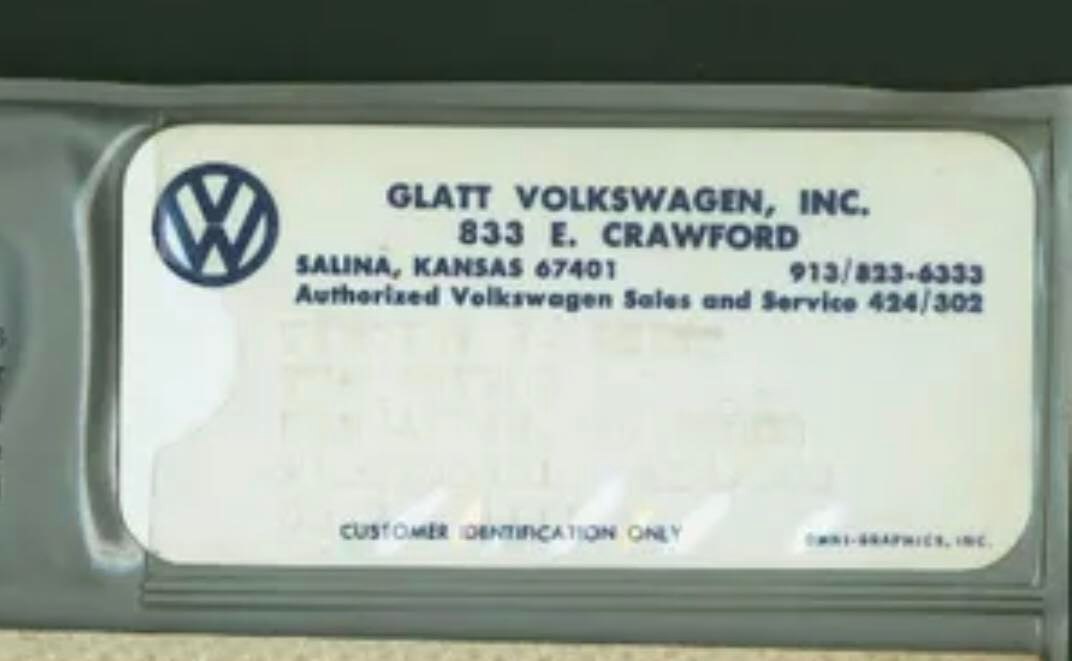 GLATT VOLKSWAGEN, INC.
833 E. CRAWFORD
SALINA, KANSAS 67401 913/823-6333
Authorized Volkswagen Sales and Service 424/302
CUSTOMER IDENTIFICATION ONLY
OMNI-GRAPHICS, INC.